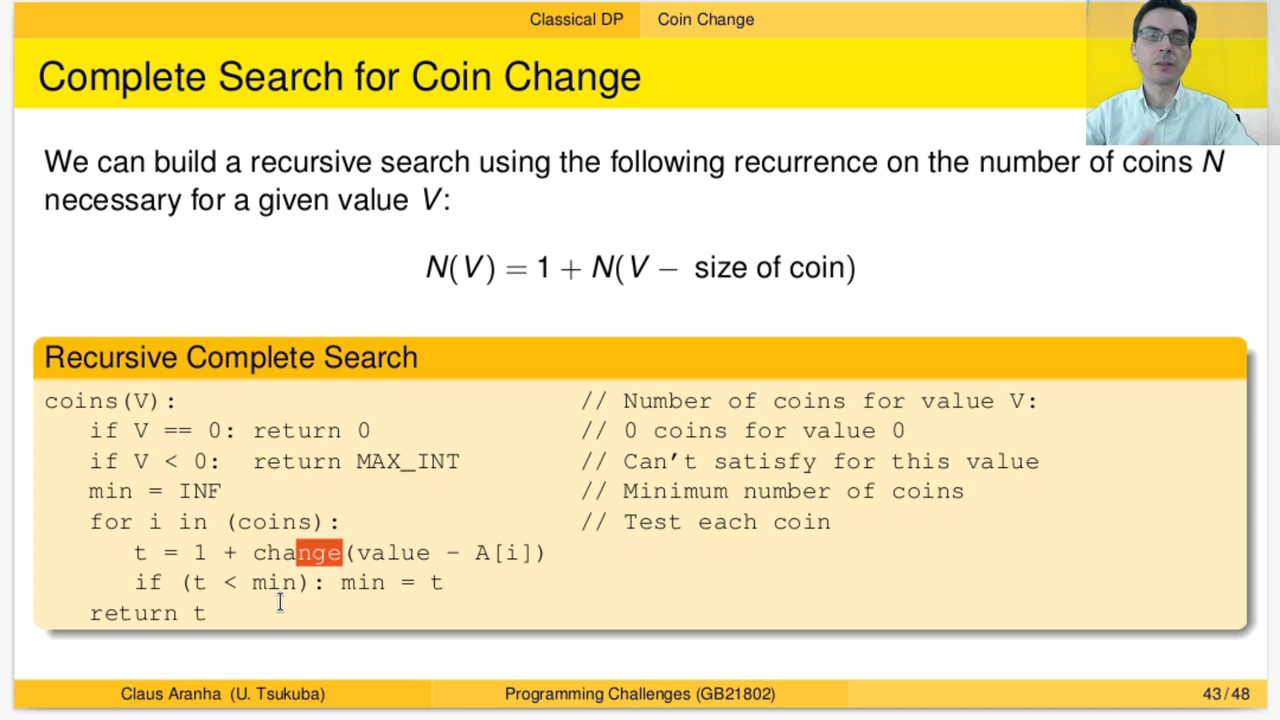 Classical DP Coin Change
Complete Search for Coin Change
We can build a recursive search using the following recurrence on the number of coins N
necessary for a given value V:
N(V) = 1 + N(V − size of coin)
Recursive Complete Search
coins(V): // Number of coins for value V:
if V == 0: return 0 // 0 coins for value 0
if V < 0: return MAX_INT // Can't satisfy for this value
min = INF // Minimum number of coins
for i in (coins): // Test each coin
t = 1 + change(value - A[i])
if (t < min): min = t
return t
Claus Aranha (U. Tsukuba) Programming Challenges (GB21802) 43 / 48